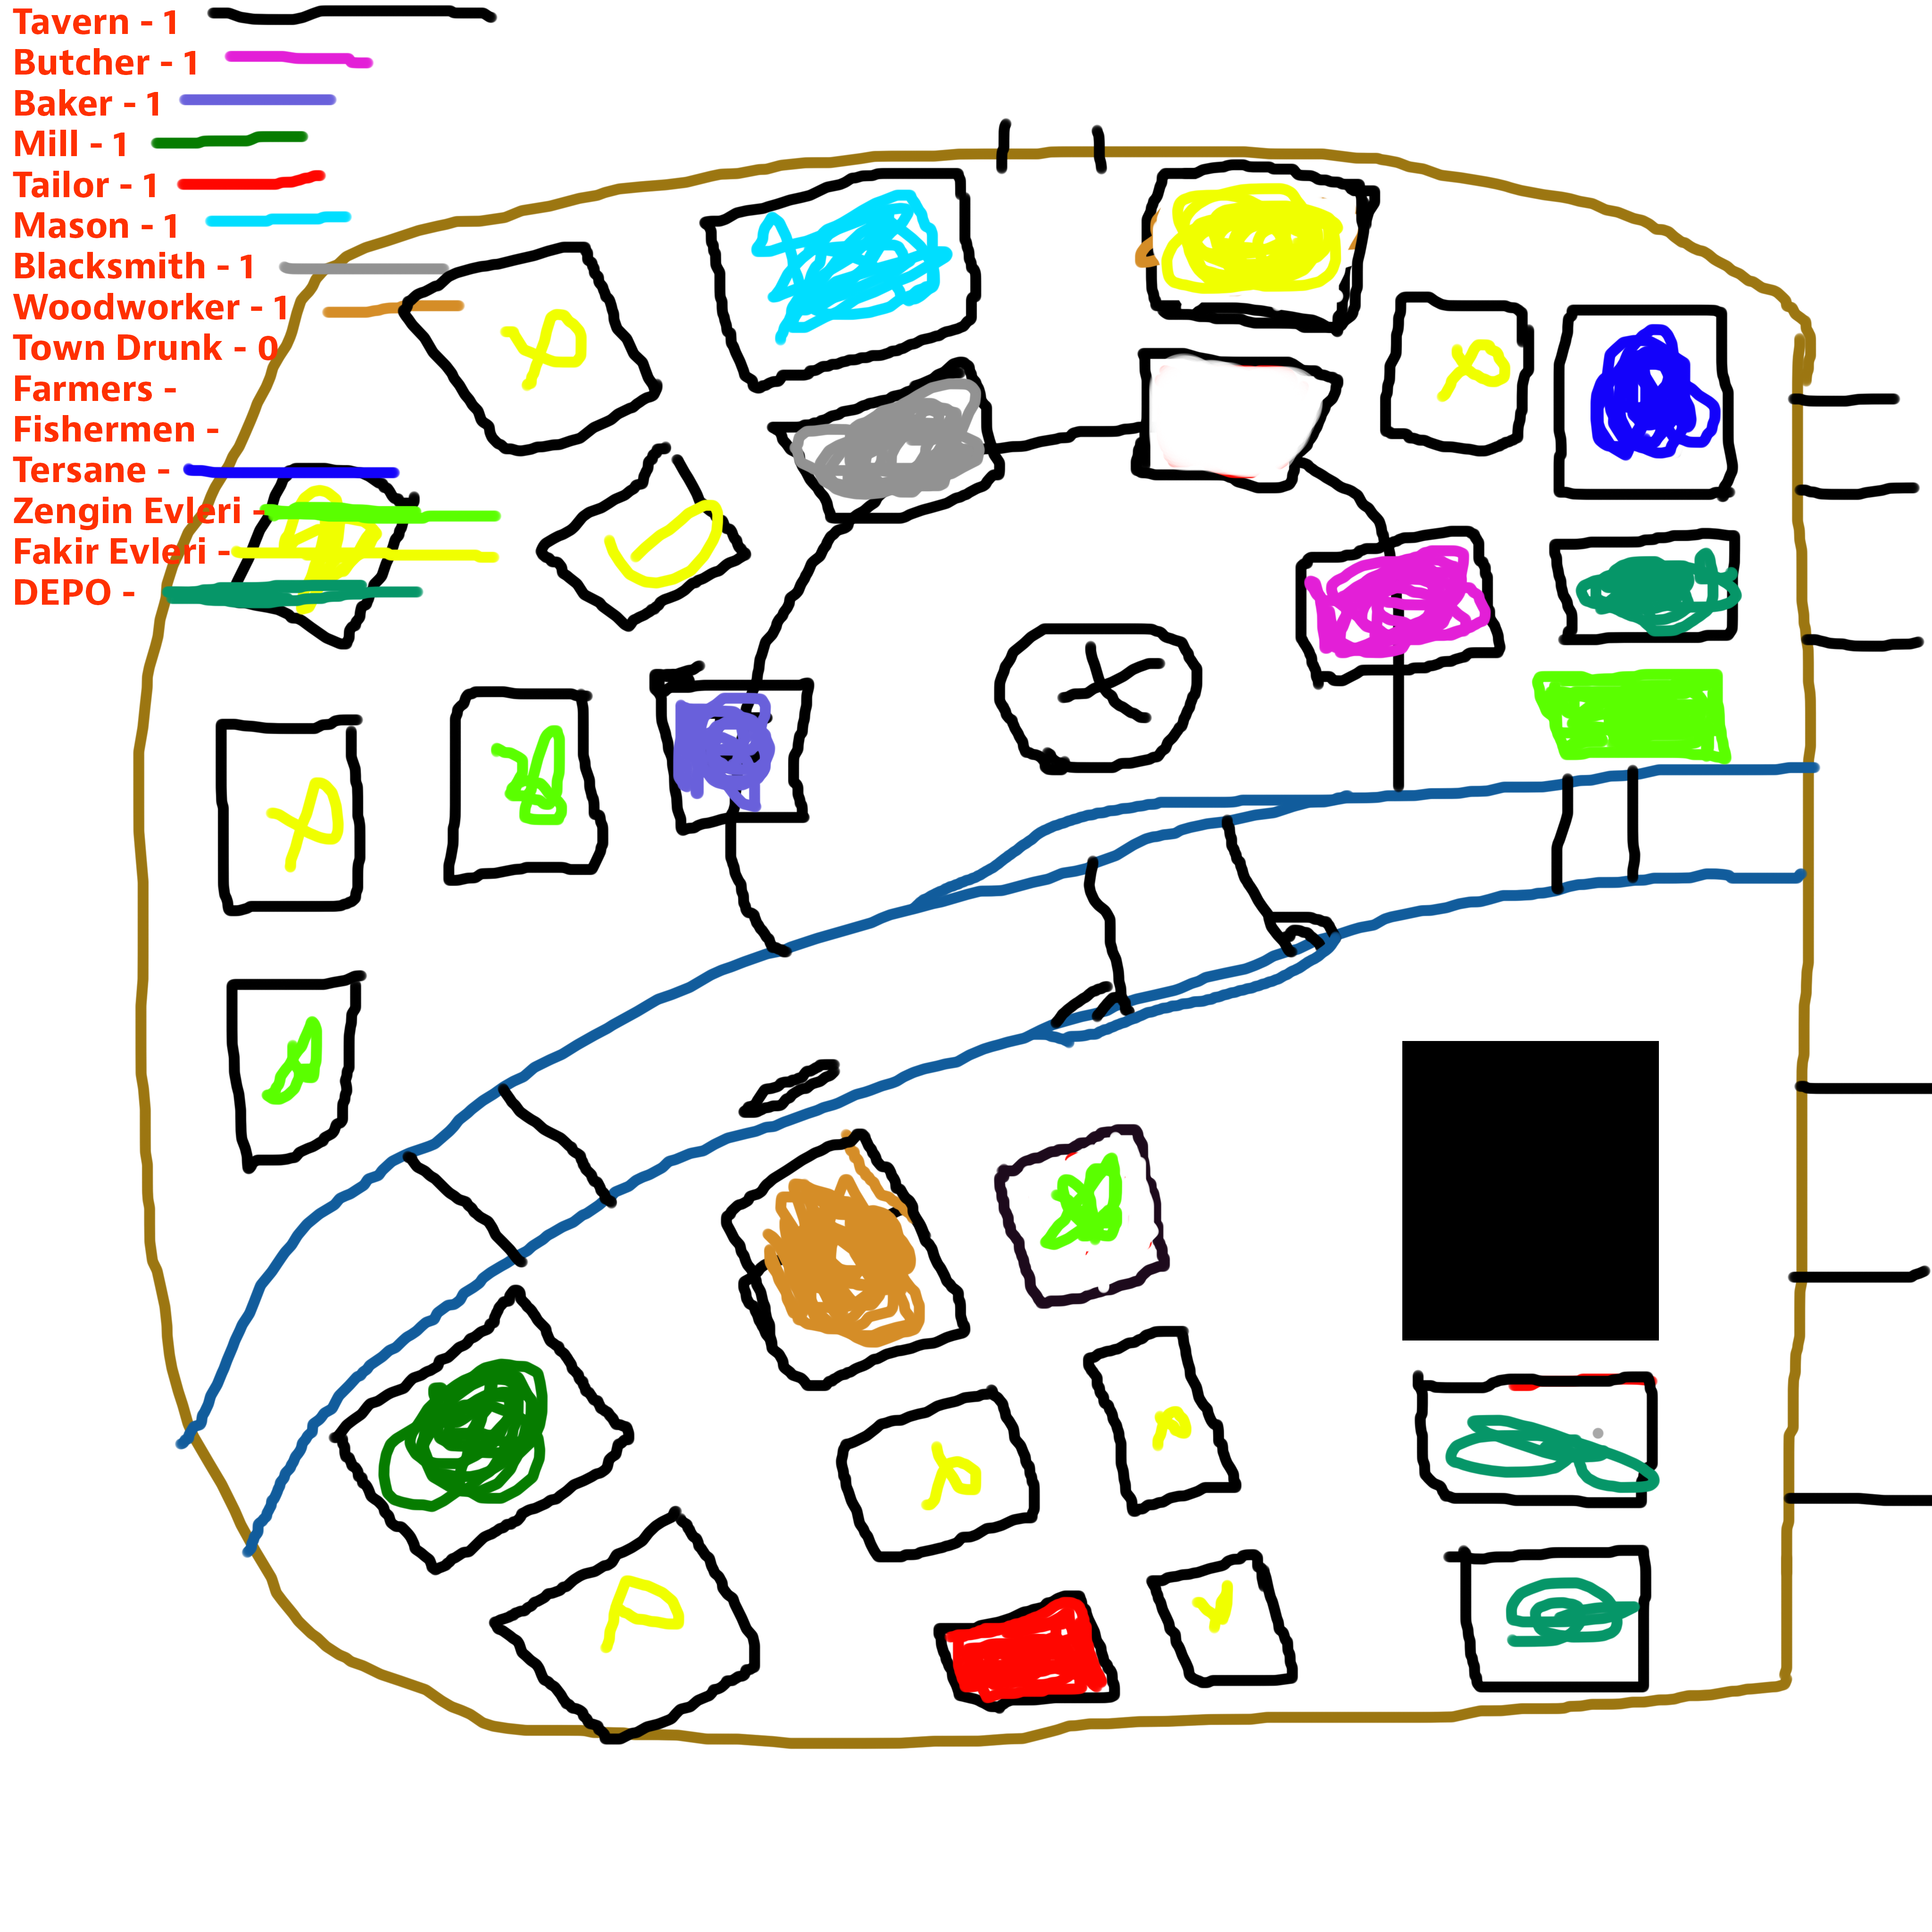 Tavern - 1
Butcher - 1
Baker - 1
Mill - 1
Tailor - 1
Mason - 1
Blacksmith - 1
Woodworker - 1
Town Drunk - 0
Farmers -
Fishermen -
Tersane -
Zengin Evleri -
Fakir Evleri -
DEPO -